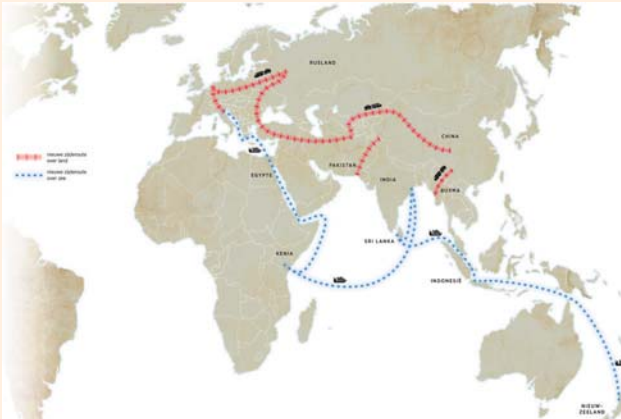 RUSLAND
CHINA
nieuwe zijderoute
over land
nieuwe zijderoute
over zee
PAKISTAN
EGYPTE
INDIA
BURMA
SRI LANKA
KENIA
INDONESIË
NIEUW-
ZEELAND